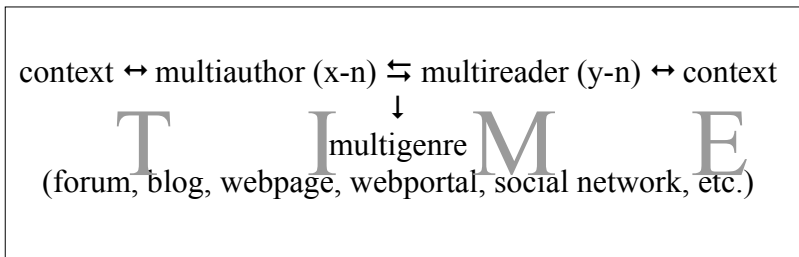 context ↔ multiauthor (x-n) ⇆ multireader (y-n) ↔ context
↓
T I M E
multigenre
(forum, blog, webpage, webportal, social network, etc.)